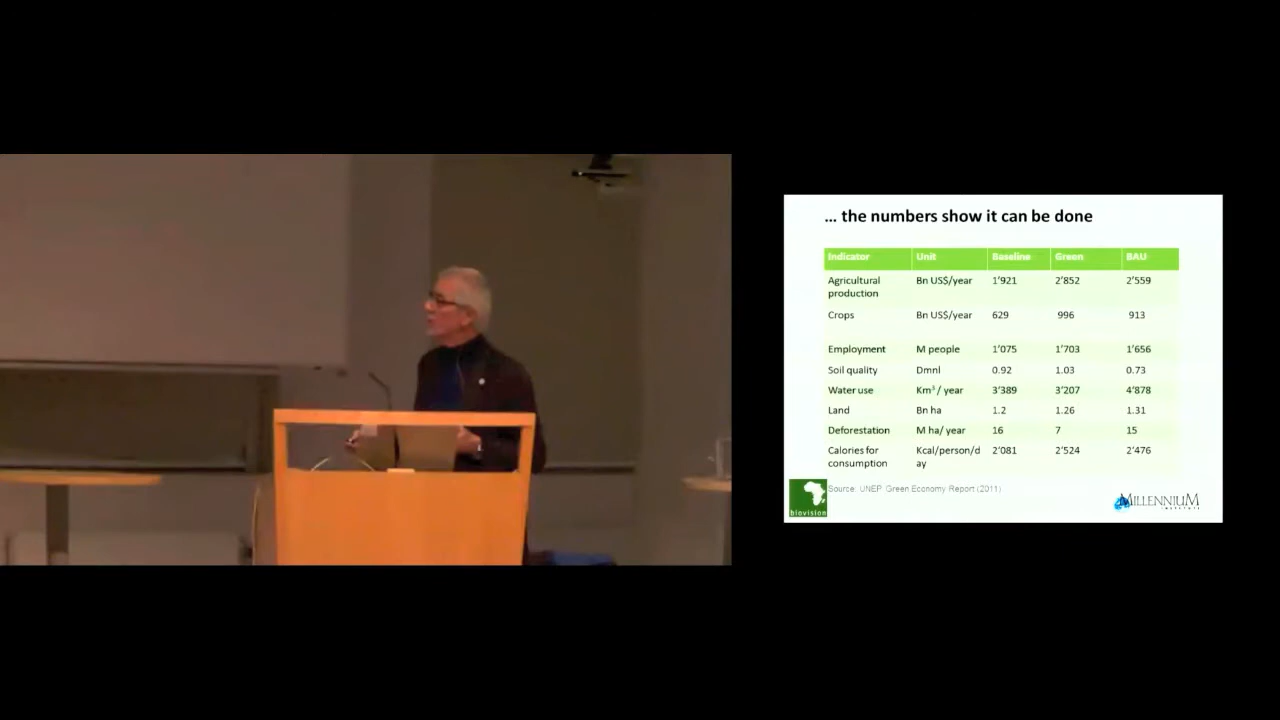 ... the numbers show it can be done
Indicator Unit Baseline Green BAU
Agricultural production Bn US$/year 1'921 2'852 2'559
Crops Bn US$/year 629 996 913
Employment M people 1'075 1'703 1'656
Soil quality Dmnl 0.92 1.03 0.73
Water use Km³ / year 3'389 3'207 4'878
Land Bn ha 1.2 1.26 1.31
Deforestation M ha/ year 16 7 15
Calories for consumption Kcal/person/day 2'081 2'524 2'476
Source: UNEP Green Economy Report (2011)
biovision
MILLENNIUM
INSTITUTE